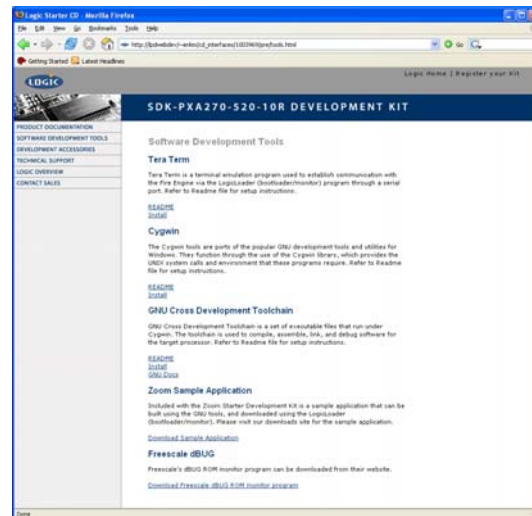 Logic Starter CD - Mozilla Firefox
File Edit View Go Bookmarks Tools Help
Go
Getting Started Latest Headlines
LOGIC
Logic Home | Register your Kit
SDK-PXA270-520-10R DEVELOPMENT KIT
PRODUCT DOCUMENTATION
SOFTWARE DEVELOPMENT TOOLS
DEVELOPMENT ACCESSORIES
TECHNICAL SUPPORT
LOGIC OVERVIEW
CONTACT SALES
Software Development Tools
Tera Term
Tera Term is a terminal emulation program used to establish communication with
the Fire Engine via the LogicLoader (bootloader/monitor) program through a serial
port. Refer to Readme file for setup instructions.
README
Install
Cygwin
The Cygwin tools are ports of the popular GNU development tools and utilities for
Windows. They function through the use of the Cygwin library, which provides the
UNIX system calls and environment that these programs require. Refer to Readme
file for setup instructions.
README
Install
GNU Cross Development Toolchain
GNU Cross Development Toolchain is a set of executable files that run under
Cygwin. The toolchain is used to compile, assemble, link, and debug software for
the target processor. Refer to Readme file for setup instructions.
README
Install
GNU Docs
Zoom Sample Application
Included with the Zoom Starter Development Kit is a sample application that can be
built using the GNU tools, and downloaded using the LogicLoader
(bootloader/monitor). Please visit our downloads site for the sample application.
Download Sample Application
Freescale dBUG
Freescale's dBUG ROM monitor program can be downloaded from their website.
Download Freescale dBUG ROM monitor program
Done